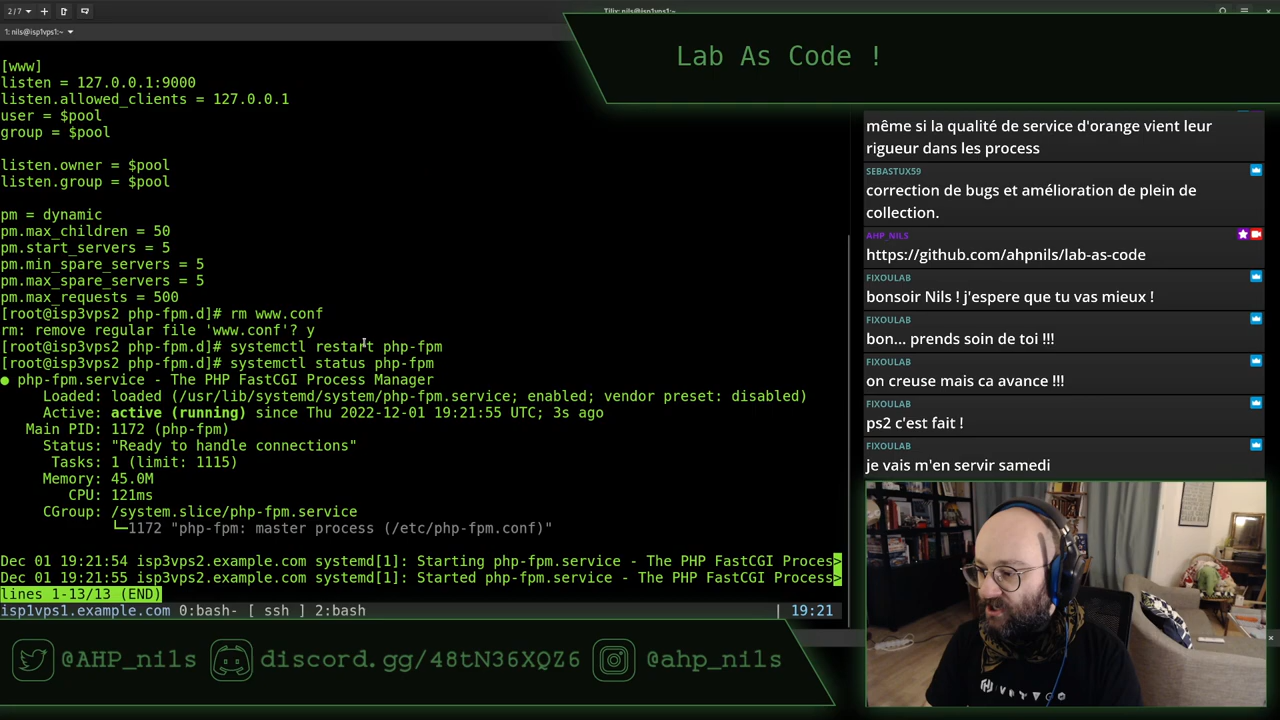 2/7
Tilix: nils@isp1vps1:~
1: nils@isp1vps1:~
Lab As Code !
[www]
listen = 127.0.0.1:9000
listen.allowed_clients = 127.0.0.1
user = $pool
group = $pool
listen.owner = $pool
listen.group = $pool
pm = dynamic
pm.max_children = 50
pm.start_servers = 5
pm.min_spare_servers = 5
pm.max_spare_servers = 5
pm.max_requests = 500
[root@isp3vps2 php-fpm.d]# rm www.conf
rm: remove regular file 'www.conf'? y
[root@isp3vps2 php-fpm.d]# systemctl restart php-fpm
[root@isp3vps2 php-fpm.d]# systemctl status php-fpm
● php-fpm.service - The PHP FastCGI Process Manager
Loaded: loaded (/usr/lib/systemd/system/php-fpm.service; enabled; vendor preset: disabled)
Active: active (running) since Thu 2022-12-01 19:21:55 UTC; 3s ago
Main PID: 1172 (php-fpm)
Status: "Ready to handle connections"
Tasks: 1 (limit: 1115)
Memory: 45.0M
CPU: 121ms
CGroup: /system.slice/php-fpm.service
└─1172 "php-fpm: master process (/etc/php-fpm.conf)"
Dec 01 19:21:54 isp3vps2.example.com systemd[1]: Starting php-fpm.service - The PHP FastCGI Proces>
Dec 01 19:21:55 isp3vps2.example.com systemd[1]: Started php-fpm.service - The PHP FastCGI Process>
lines 1-13/13 (END)
isp1vps1.example.com 0:bash- [ ssh ] 2:bash | 19:21
même si la qualité de service d'orange vient leur
rigueur dans les process
SEBASTUX59
correction de bugs et amélioration de plein de
collection.
AHP_NILS
https://github.com/ahpnils/lab-as-code
FIXOULAB
bonsoir Nils ! j'espere que tu vas mieux !
FIXOULAB
bon... prends soin de toi !!!
FIXOULAB
on creuse mais ca avance !!!
FIXOULAB
ps2 c'est fait !
FIXOULAB
je vais m'en servir samedi
@AHP_nils discord.gg/48tN36XQZ6 @ahp_nils